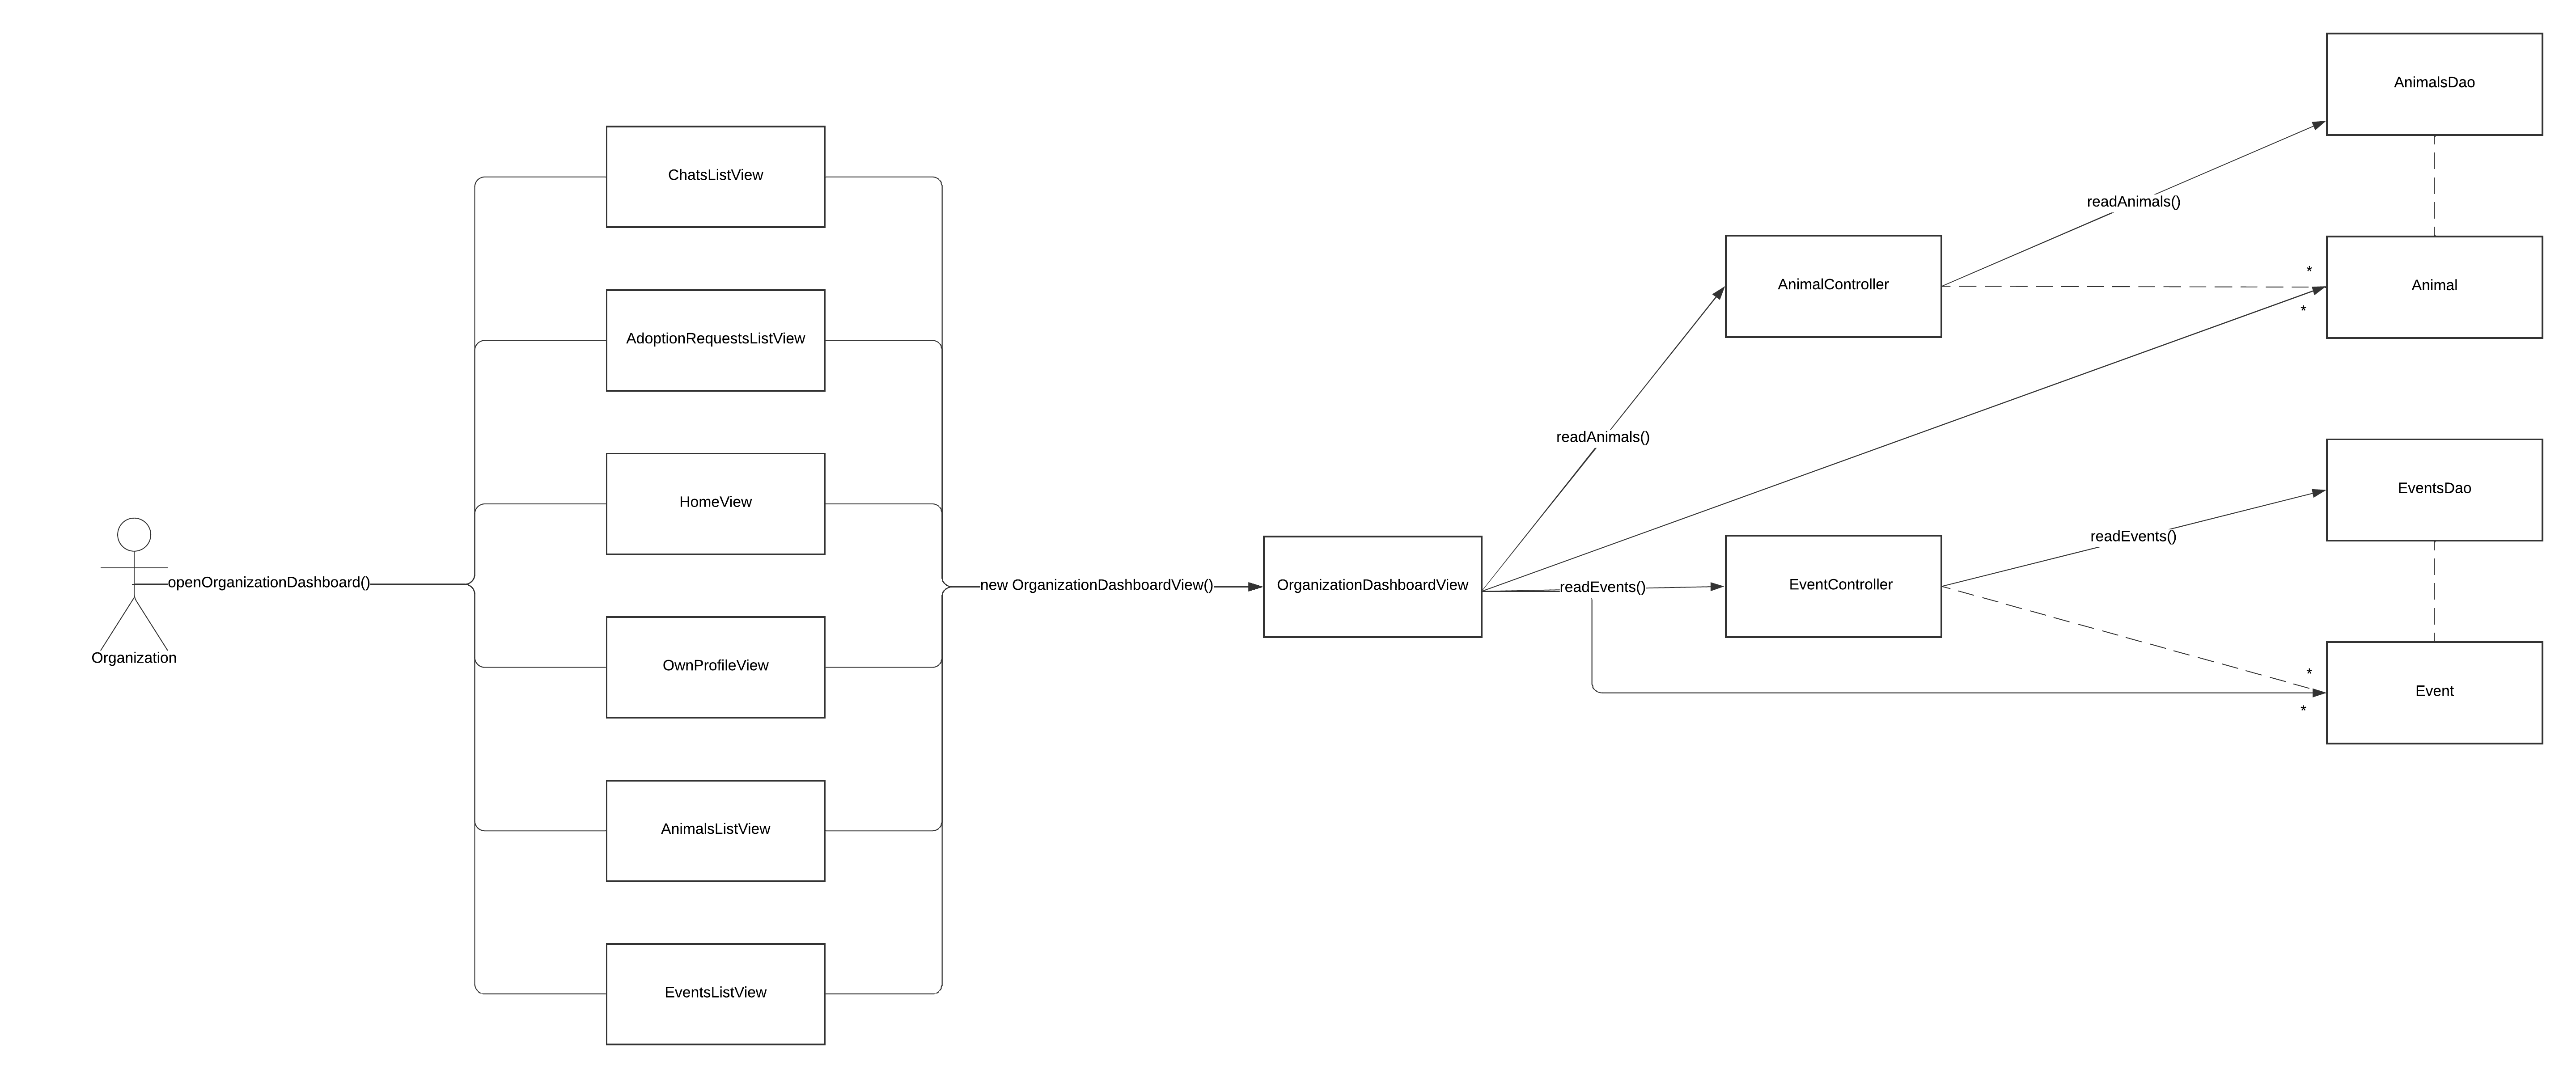 AnimalsDao
ChatsListView
readAnimals()
*
AnimalController
Animal
*
AdoptionRequestsListView
readAnimals()
EventsDao
HomeView
readEvents()
openOrganizationDashboard()
new OrganizationDashboardView()
OrganizationDashboardView
readEvents()
EventController
Organization
OwnProfileView
*
Event
*
AnimalsListView
EventsListView